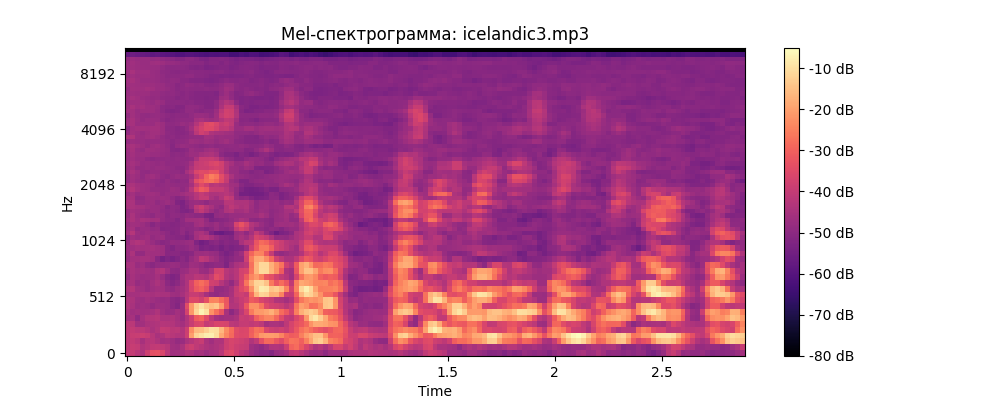 Mel-спектрограмма: icelandic3.mp3
8192
4096
2048
1024
512
0
Hz
0 0.5 1 1.5 2 2.5
Time
-10 dB
-20 dB
-30 dB
-40 dB
-50 dB
-60 dB
-70 dB
-80 dB